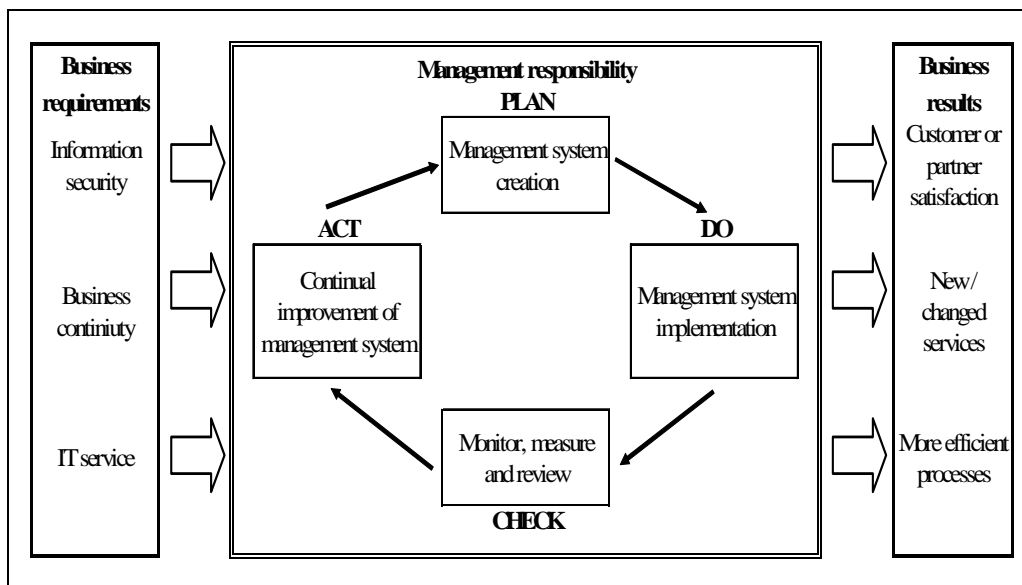 Business
requirements
Information
security
Business
continiuty
IT service
Management responsibility
PLAN
Management system
creation
ACT
Continual
improvement of
management system
DO
Management system
implementation
Monitor, measure
and review
CHECK
Business
results
Customer or
partner
satisfaction
New /
changed
services
More efficient
processes